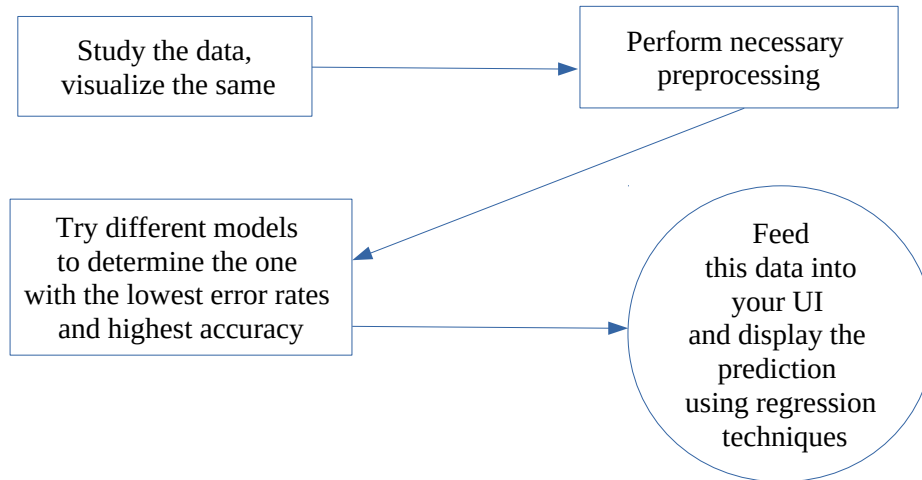 Study the data,
visualize the same
Perform necessary
preprocessing
Try different models
to determine the one
with the lowest error rates
and highest accuracy
Feed
this data into
your UI
and display the
prediction
using regression
techniques